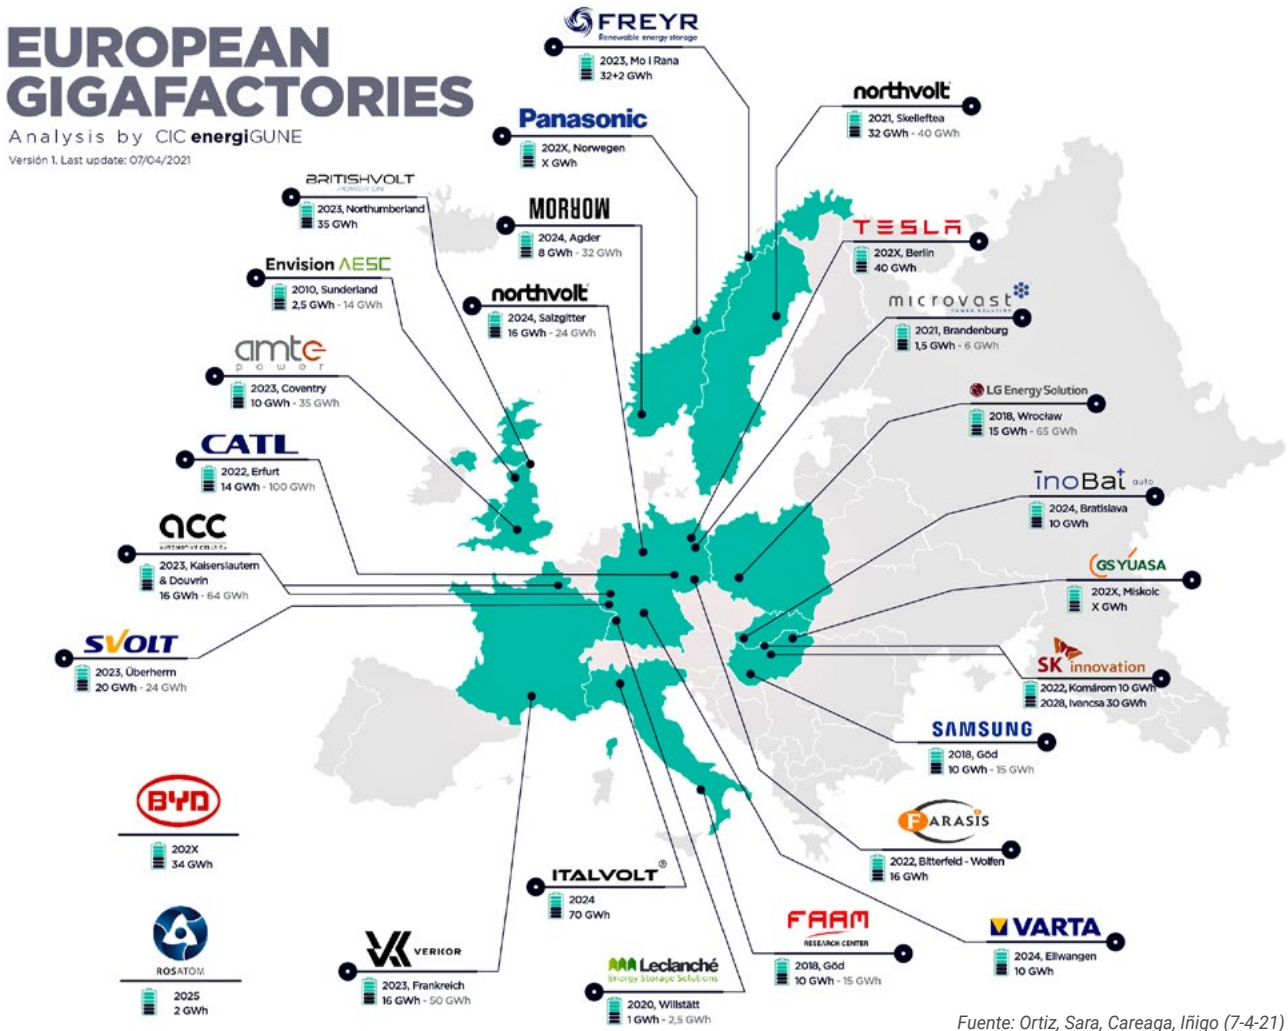 EUROPEAN
GIGAFACTORIES
Analysis by CIC energiGUNE
Versión 1. Last update: 07/04/2021
FREYR
Renewable energy storage
2023, Mo I Rana
32+2 GWh
northvolt
2021, Skelleftea
32 GWh - 40 GWh
Panasonic
202X, Norwegen
X GWh
BRITISHVOLT
POWER ON
2023, Northumberland
35 GWh
MORROW
2024, Agder
8 GWh - 32 GWh
TESLA
202X, Berlin
40 GWh
Envision AESC
2010, Sunderland
2,5 GWh - 14 GWh
northvolt
2024, Salzgitter
16 GWh - 24 GWh
microvast
POWER SOLUTION
2021, Brandenburg
1,5 GWh - 6 GWh
amte
power
2023, Coventry
10 GWh - 35 GWh
LG Energy Solution
2018, Wrocław
15 GWh - 65 GWh
CATL
2022, Erfurt
14 GWh - 100 GWh
inoBat auto
2024, Bratislava
10 GWh
acc
AUTOMOTIVE CELLS Co
2023, Kaiserslautern
& Douvrin
16 GWh - 64 GWh
GS YUASA
202X, Miskolc
X GWh
SVOLT
2023, Überherrn
20 GWh - 24 GWh
SK innovation
2022, Komárom 10 GWh
2028, Ivancsa 30 GWh
SAMSUNG
2018, Göd
10 GWh - 15 GWh
BYD
202X
34 GWh
FARASIS
2022, Bitterfeld - Wolfen
16 GWh
ITALVOLT®
2024
70 GWh
ROSATOM
2025
2 GWh
VERKOR
2023, Frankreich
16 GWh - 50 GWh
Leclanché
Energy Storage Solutions
2020, Willstätt
1 GWh - 2,5 GWh
FAAM
RESEARCH CENTER
2018, Göd
10 GWh - 15 GWh
VARTA
2024, Ellwangen
10 GWh
Fuente: Ortiz, Sara, Careaga, Iñigo (7-4-21)